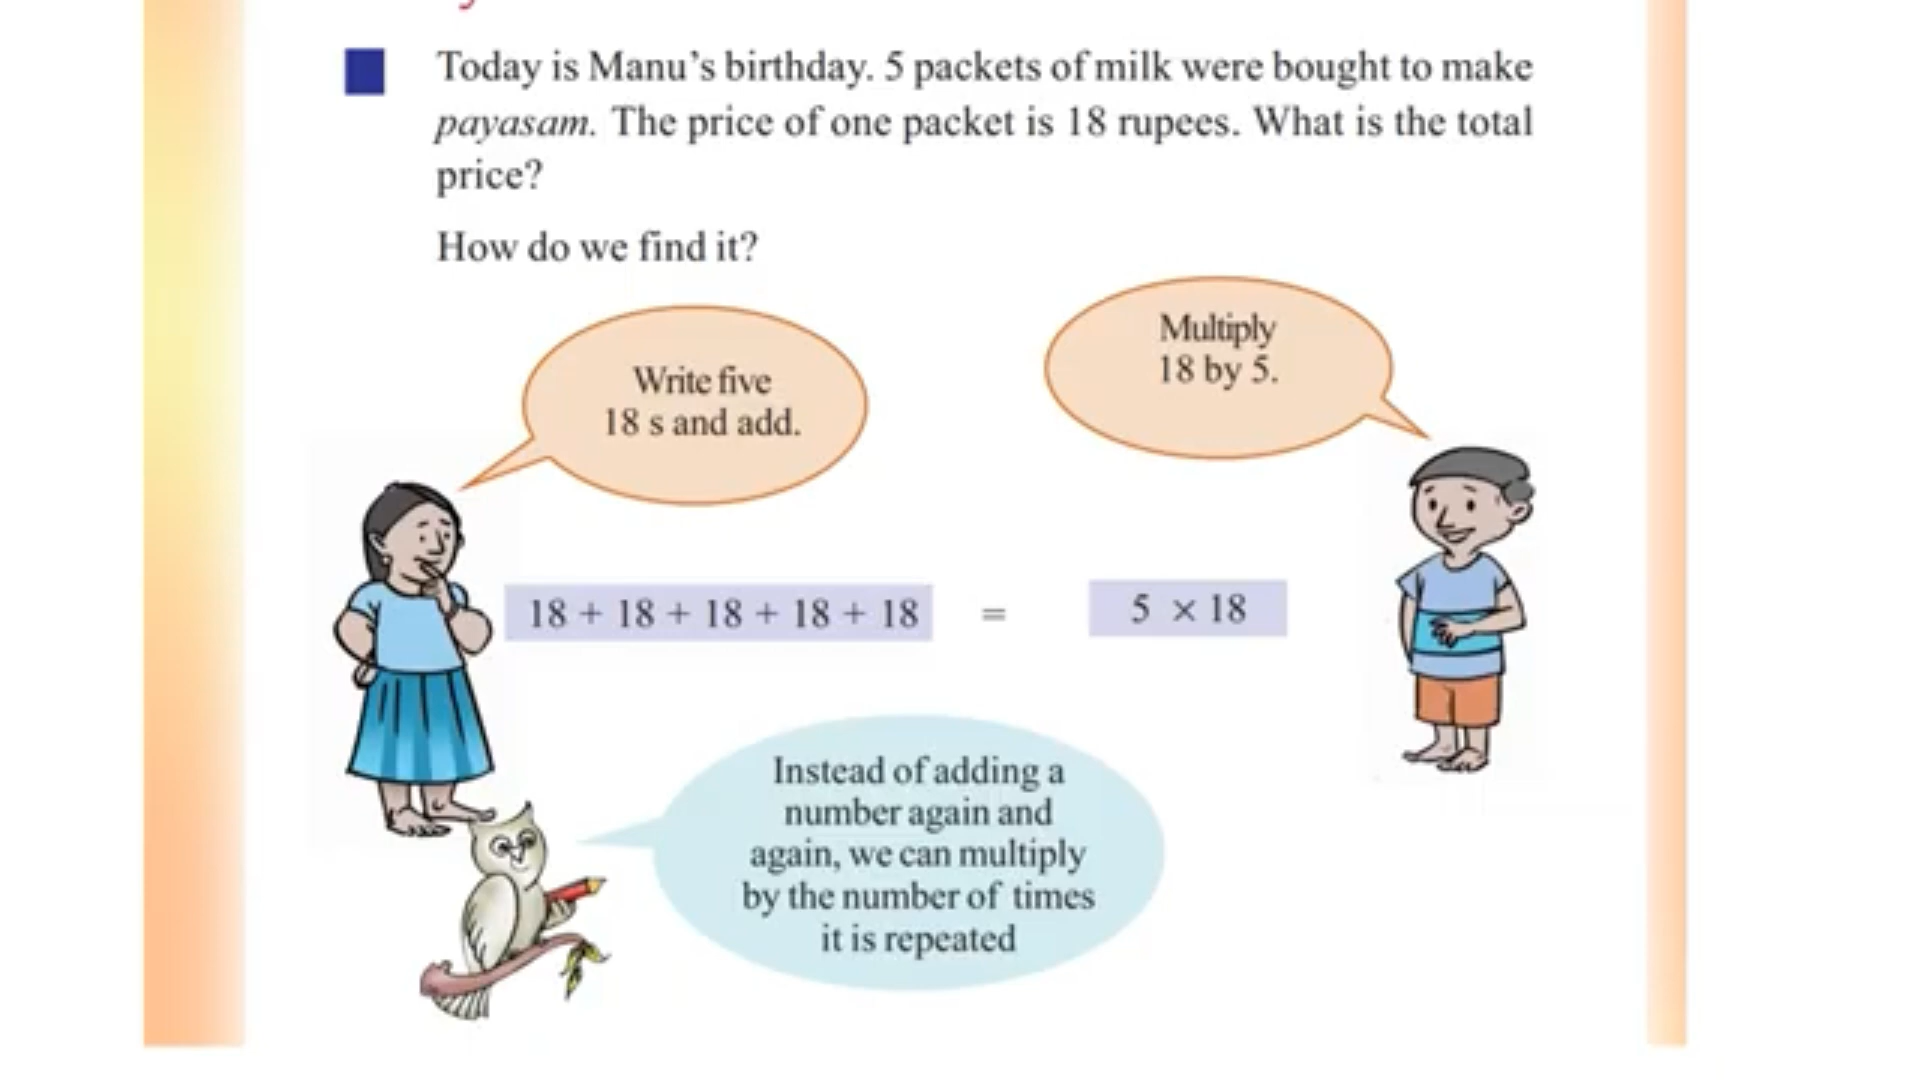 Today is Manu's birthday. 5 packets of milk were bought to make
payasam. The price of one packet is 18 rupees. What is the total
price?
How do we find it?
Write five
18 s and add.
Multiply
18 by 5.
18 + 18 + 18 + 18 + 18 = 5 × 18
Instead of adding a
number again and
again, we can multiply
by the number of times
it is repeated